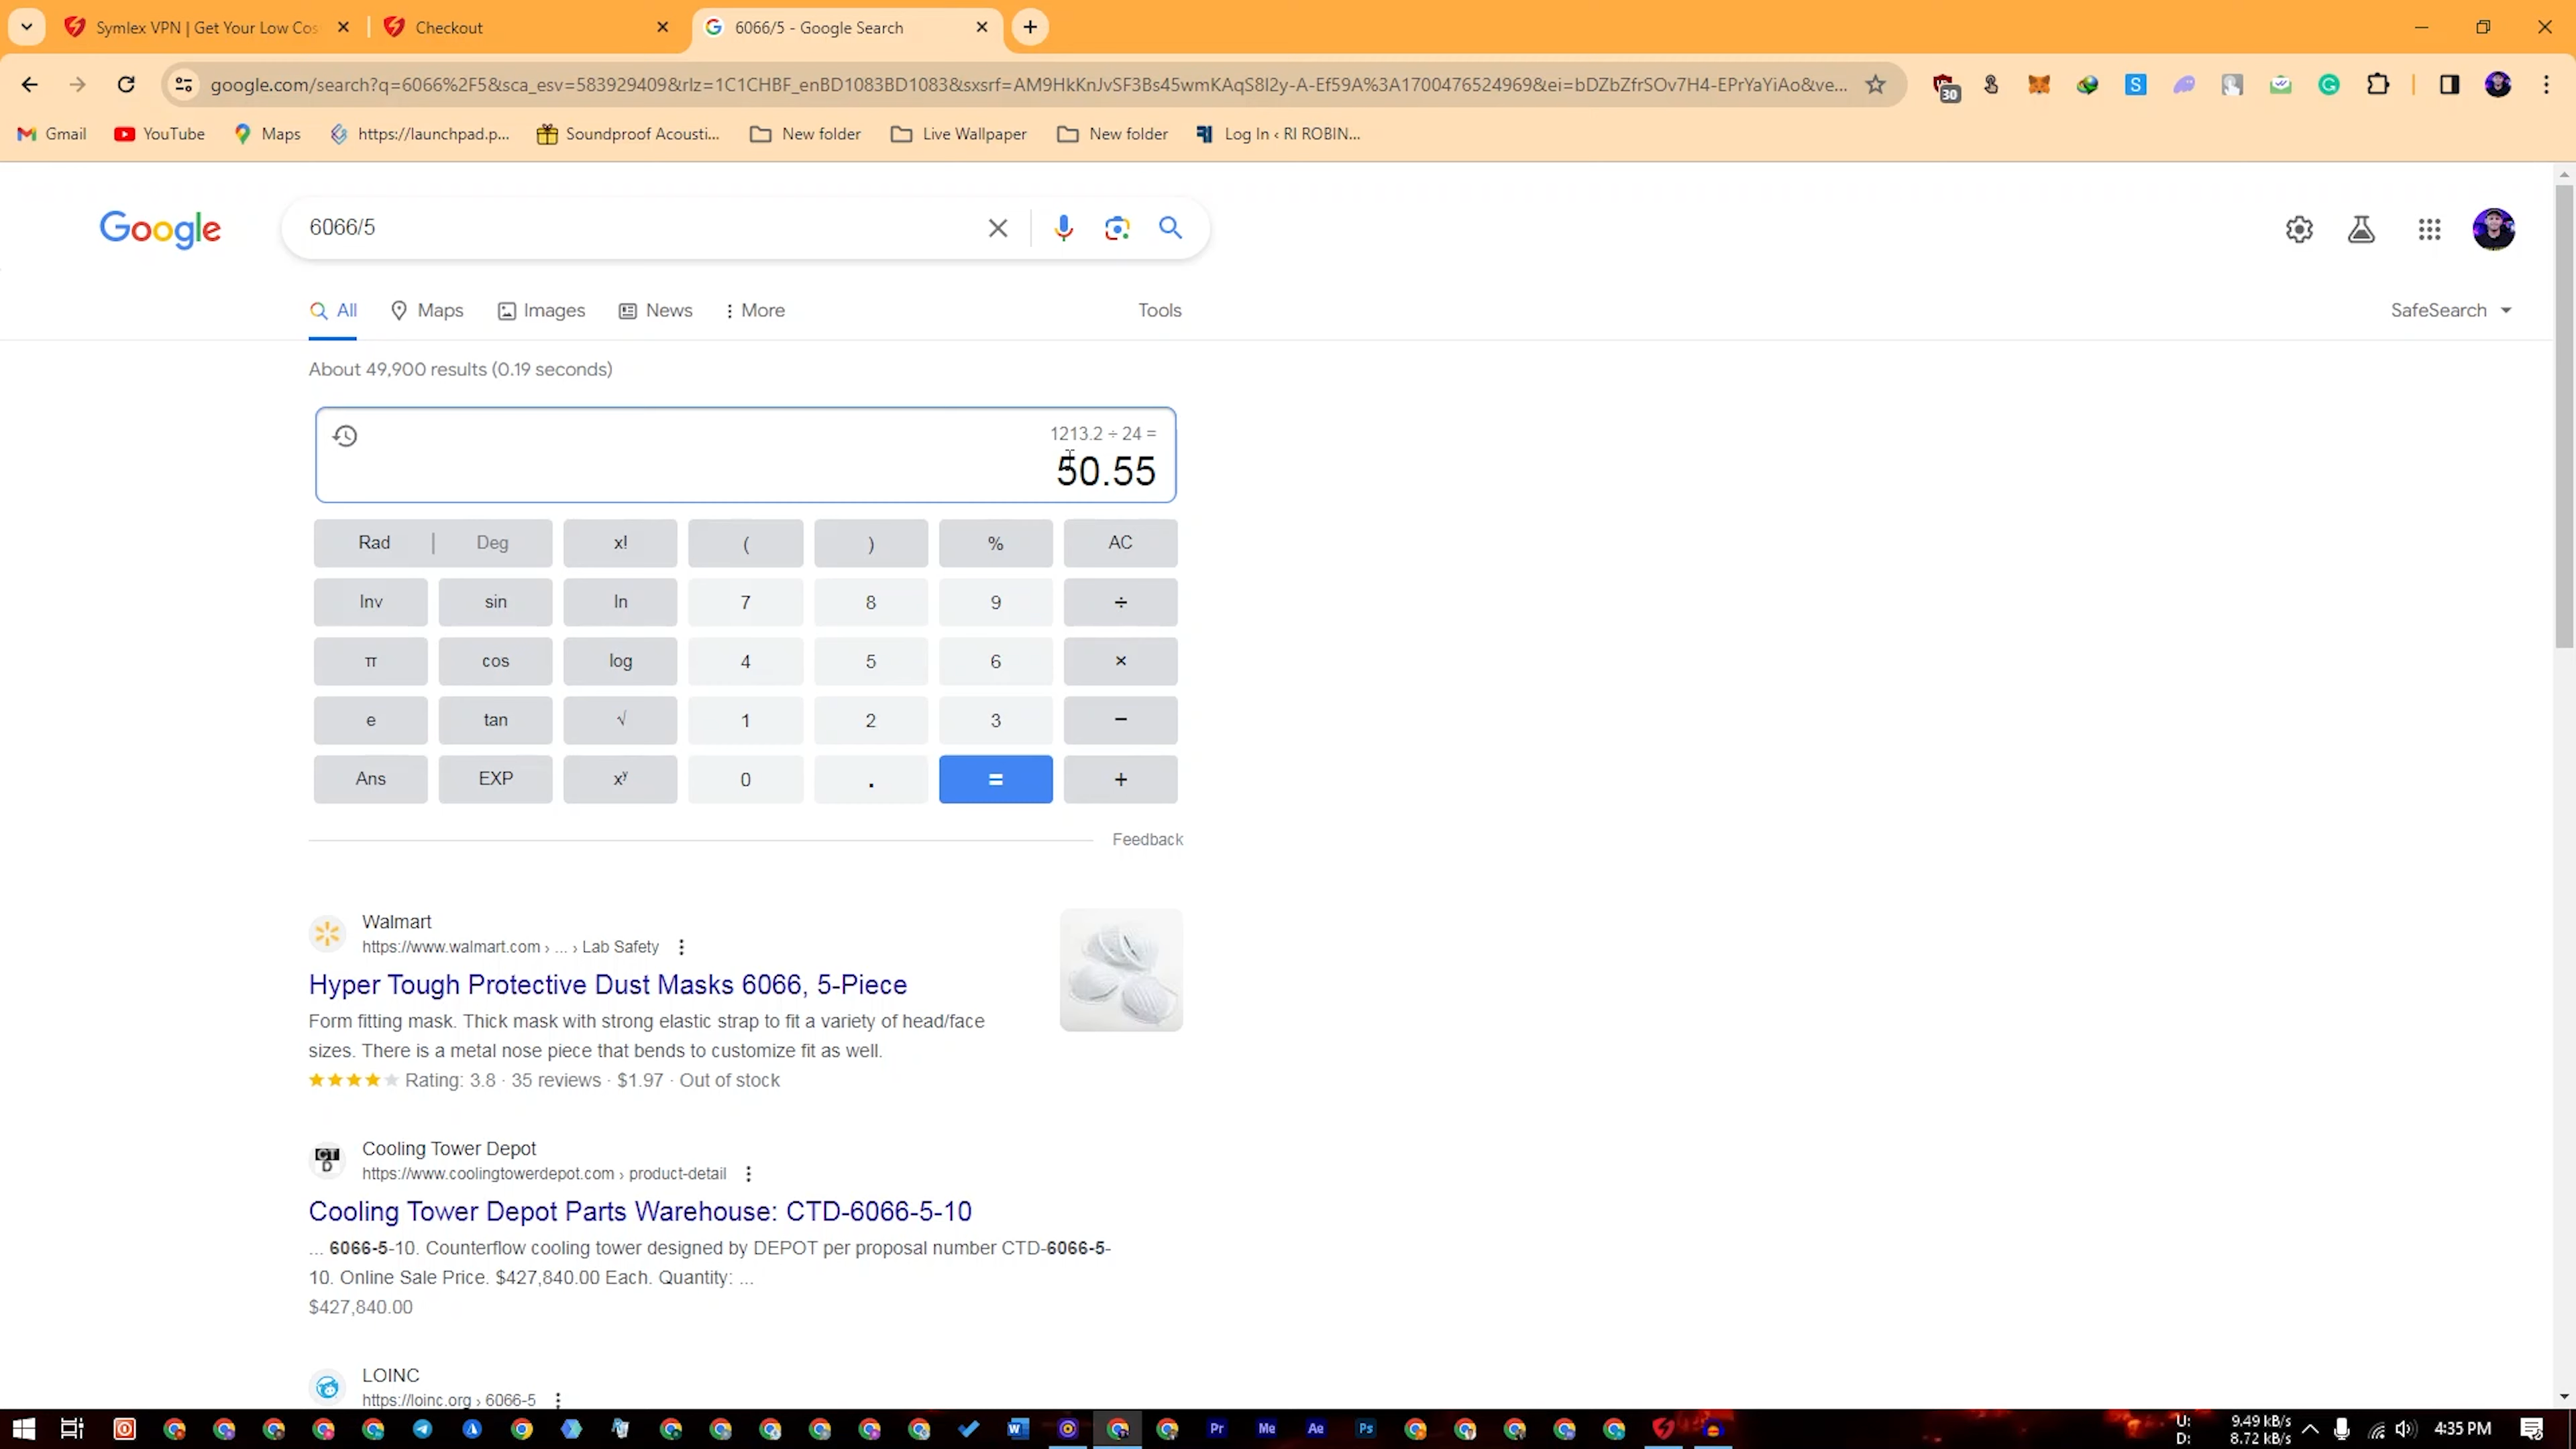 Symlex VPN | Get Your Low Cos
Checkout
6066/5 - Google Search
google.com/search?q=6066%2F5&sca_esv=583929409&rlz=1C1CHBF_enBD1083BD1083&sxsrf=AM9HkKnJvSF3Bs45wmKAqS8I2y-A-Ef59A%3A1700476524969&ei=bDZbZfrSOv7H4-EPrYaYiAo&ve...
30
Gmail
YouTube
Maps
https://launchpad.p...
Soundproof Acousti...
New folder
Live Wallpaper
New folder
Log In ‹ RI ROBIN...
Google
6066/5
All
Maps
Images
News
More
Tools
SafeSearch
About 49,900 results (0.19 seconds)
1213.2 ÷ 24 =
50.55
Rad | Deg x! ( ) % AC
Inv sin ln 7 8 9 ÷
π cos log 4 5 6 ×
e tan √ 1 2 3 −
Ans EXP xʸ 0 . = +
Feedback
Walmart
https://www.walmart.com › ... › Lab Safety
Hyper Tough Protective Dust Masks 6066, 5-Piece
Form fitting mask. Thick mask with strong elastic strap to fit a variety of head/face
sizes. There is a metal nose piece that bends to customize fit as well.
Rating: 3.8 · 35 reviews · $1.97 · Out of stock
CTD
Cooling Tower Depot
https://www.coolingtowerdepot.com › product-detail
Cooling Tower Depot Parts Warehouse: CTD-6066-5-10
... 6066-5-10. Counterflow cooling tower designed by DEPOT per proposal number CTD-6066-5-
10. Online Sale Price. $427,840.00 Each. Quantity: ...
$427,840.00
LOINC
https://loinc.org › 6066-5
Pr
Me
Ae
Ps
U: 9.49 kB/s
D: 8.72 kB/s
4:35 PM